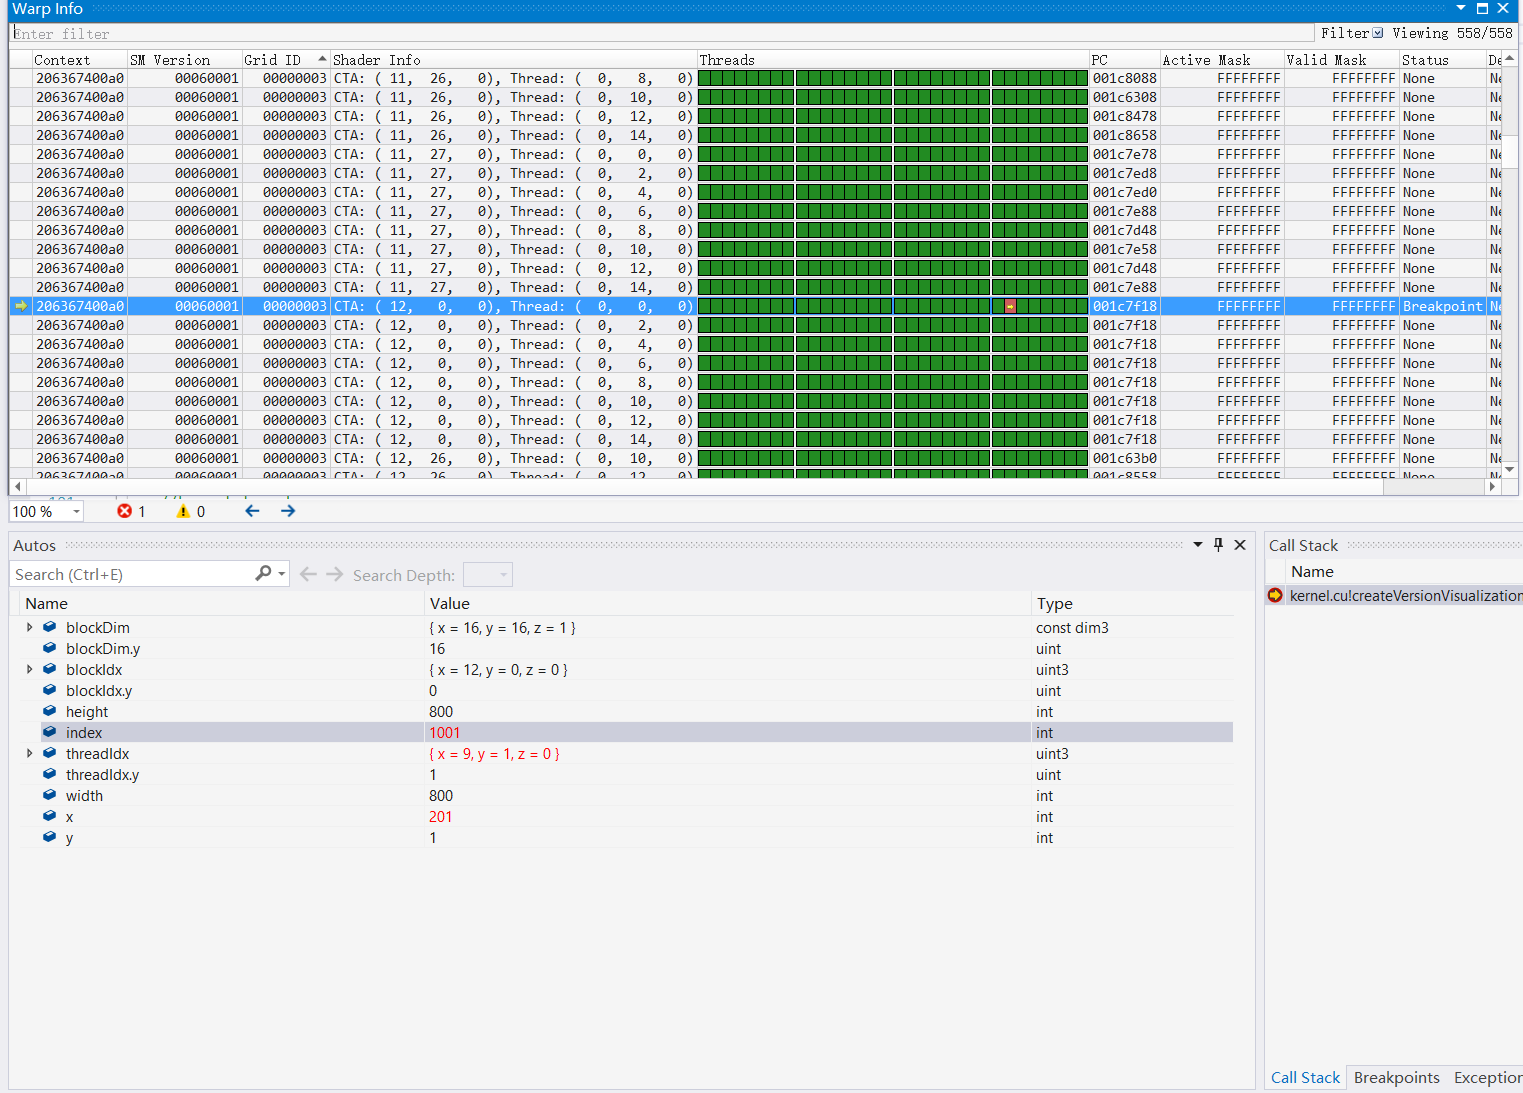 Warp Info
Enter filter
Filter Viewing 558/558
Context SM Version Grid ID Shader Info Threads PC Active Mask Valid Mask Status De
206367400a0 00060001 00000003 CTA: ( 11, 26, 0), Thread: ( 0, 8, 0) 001c8088 FFFFFFFF FFFFFFFF None Ne
206367400a0 00060001 00000003 CTA: ( 11, 26, 0), Thread: ( 0, 10, 0) 001c6308 FFFFFFFF FFFFFFFF None Ne
206367400a0 00060001 00000003 CTA: ( 11, 26, 0), Thread: ( 0, 12, 0) 001c8478 FFFFFFFF FFFFFFFF None Ne
206367400a0 00060001 00000003 CTA: ( 11, 26, 0), Thread: ( 0, 14, 0) 001c8658 FFFFFFFF FFFFFFFF None Ne
206367400a0 00060001 00000003 CTA: ( 11, 27, 0), Thread: ( 0, 0, 0) 001c7e78 FFFFFFFF FFFFFFFF None Ne
206367400a0 00060001 00000003 CTA: ( 11, 27, 0), Thread: ( 0, 2, 0) 001c7ed8 FFFFFFFF FFFFFFFF None Ne
206367400a0 00060001 00000003 CTA: ( 11, 27, 0), Thread: ( 0, 4, 0) 001c7ed0 FFFFFFFF FFFFFFFF None Ne
206367400a0 00060001 00000003 CTA: ( 11, 27, 0), Thread: ( 0, 6, 0) 001c7e88 FFFFFFFF FFFFFFFF None Ne
206367400a0 00060001 00000003 CTA: ( 11, 27, 0), Thread: ( 0, 8, 0) 001c7d48 FFFFFFFF FFFFFFFF None Ne
206367400a0 00060001 00000003 CTA: ( 11, 27, 0), Thread: ( 0, 10, 0) 001c7e58 FFFFFFFF FFFFFFFF None Ne
206367400a0 00060001 00000003 CTA: ( 11, 27, 0), Thread: ( 0, 12, 0) 001c7d48 FFFFFFFF FFFFFFFF None Ne
206367400a0 00060001 00000003 CTA: ( 11, 27, 0), Thread: ( 0, 14, 0) 001c7e88 FFFFFFFF FFFFFFFF None Ne
206367400a0 00060001 00000003 CTA: ( 12, 0, 0), Thread: ( 0, 0, 0) 001c7f18 FFFFFFFF FFFFFFFF Breakpoint Ne
206367400a0 00060001 00000003 CTA: ( 12, 0, 0), Thread: ( 0, 2, 0) 001c7f18 FFFFFFFF FFFFFFFF None Ne
206367400a0 00060001 00000003 CTA: ( 12, 0, 0), Thread: ( 0, 4, 0) 001c7f18 FFFFFFFF FFFFFFFF None Ne
206367400a0 00060001 00000003 CTA: ( 12, 0, 0), Thread: ( 0, 6, 0) 001c7f18 FFFFFFFF FFFFFFFF None Ne
206367400a0 00060001 00000003 CTA: ( 12, 0, 0), Thread: ( 0, 8, 0) 001c7f18 FFFFFFFF FFFFFFFF None Ne
206367400a0 00060001 00000003 CTA: ( 12, 0, 0), Thread: ( 0, 10, 0) 001c7f18 FFFFFFFF FFFFFFFF None Ne
206367400a0 00060001 00000003 CTA: ( 12, 0, 0), Thread: ( 0, 12, 0) 001c7f18 FFFFFFFF FFFFFFFF None Ne
206367400a0 00060001 00000003 CTA: ( 12, 0, 0), Thread: ( 0, 14, 0) 001c7f18 FFFFFFFF FFFFFFFF None Ne
206367400a0 00060001 00000003 CTA: ( 12, 26, 0), Thread: ( 0, 10, 0) 001c63b0 FFFFFFFF FFFFFFFF None Ne
206367400a0 00060001 00000003 CTA: ( 12, 26, 0), Thread: ( 0, 12, 0) 001c8558 FFFFFFFF FFFFFFFF None Ne
100 % 1 0
Autos
Search (Ctrl+E) Search Depth:
Name Value Type
blockDim { x = 16, y = 16, z = 1 } const dim3
blockDim.y 16 uint
blockIdx { x = 12, y = 0, z = 0 } uint3
blockIdx.y 0 uint
height 800 int
index 1001 int
threadIdx { x = 9, y = 1, z = 0 } uint3
threadIdx.y 1 uint
width 800 int
x 201 int
y 1 int
Call Stack
Name
kernel.cu!createVersionVisualization
Call Stack Breakpoints Exception